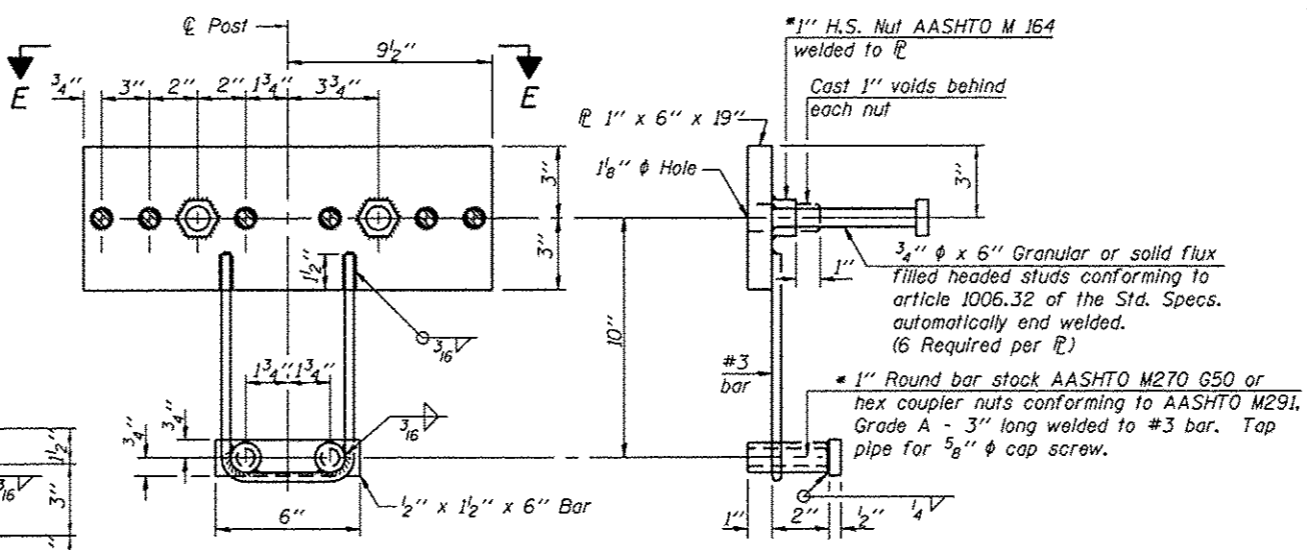 ℄ Post
9½"
E
E
¾" 3" 2" 2" 1¾" 3¾"
3"
3"
1½"
3/16
1¾" 1¾"
3/16
¾"
¾"
½" x 1½" x 6" Bar
6"
1½"
3/16
3"
"
*1" H.S. Nut AASHTO M 164
welded to ℞
Cast 1" voids behind
each nut
℞ 1" x 6" x 19"
1⅛" ϕ Hole
3"
1"
10"
¾" ϕ x 6" Granular or solid flux
filled headed studs conforming to
article 1006.32 of the Std. Specs.
automatically end welded.
(6 Required per ℞)
#3
bar
* 1" Round bar stock AASHTO M270 G50 or
hex coupler nuts conforming to AASHTO M291,
Grade A - 3" long welded to #3 bar. Tap
pipe for ⅝" ϕ cap screw.
¼
1" 2" ½"